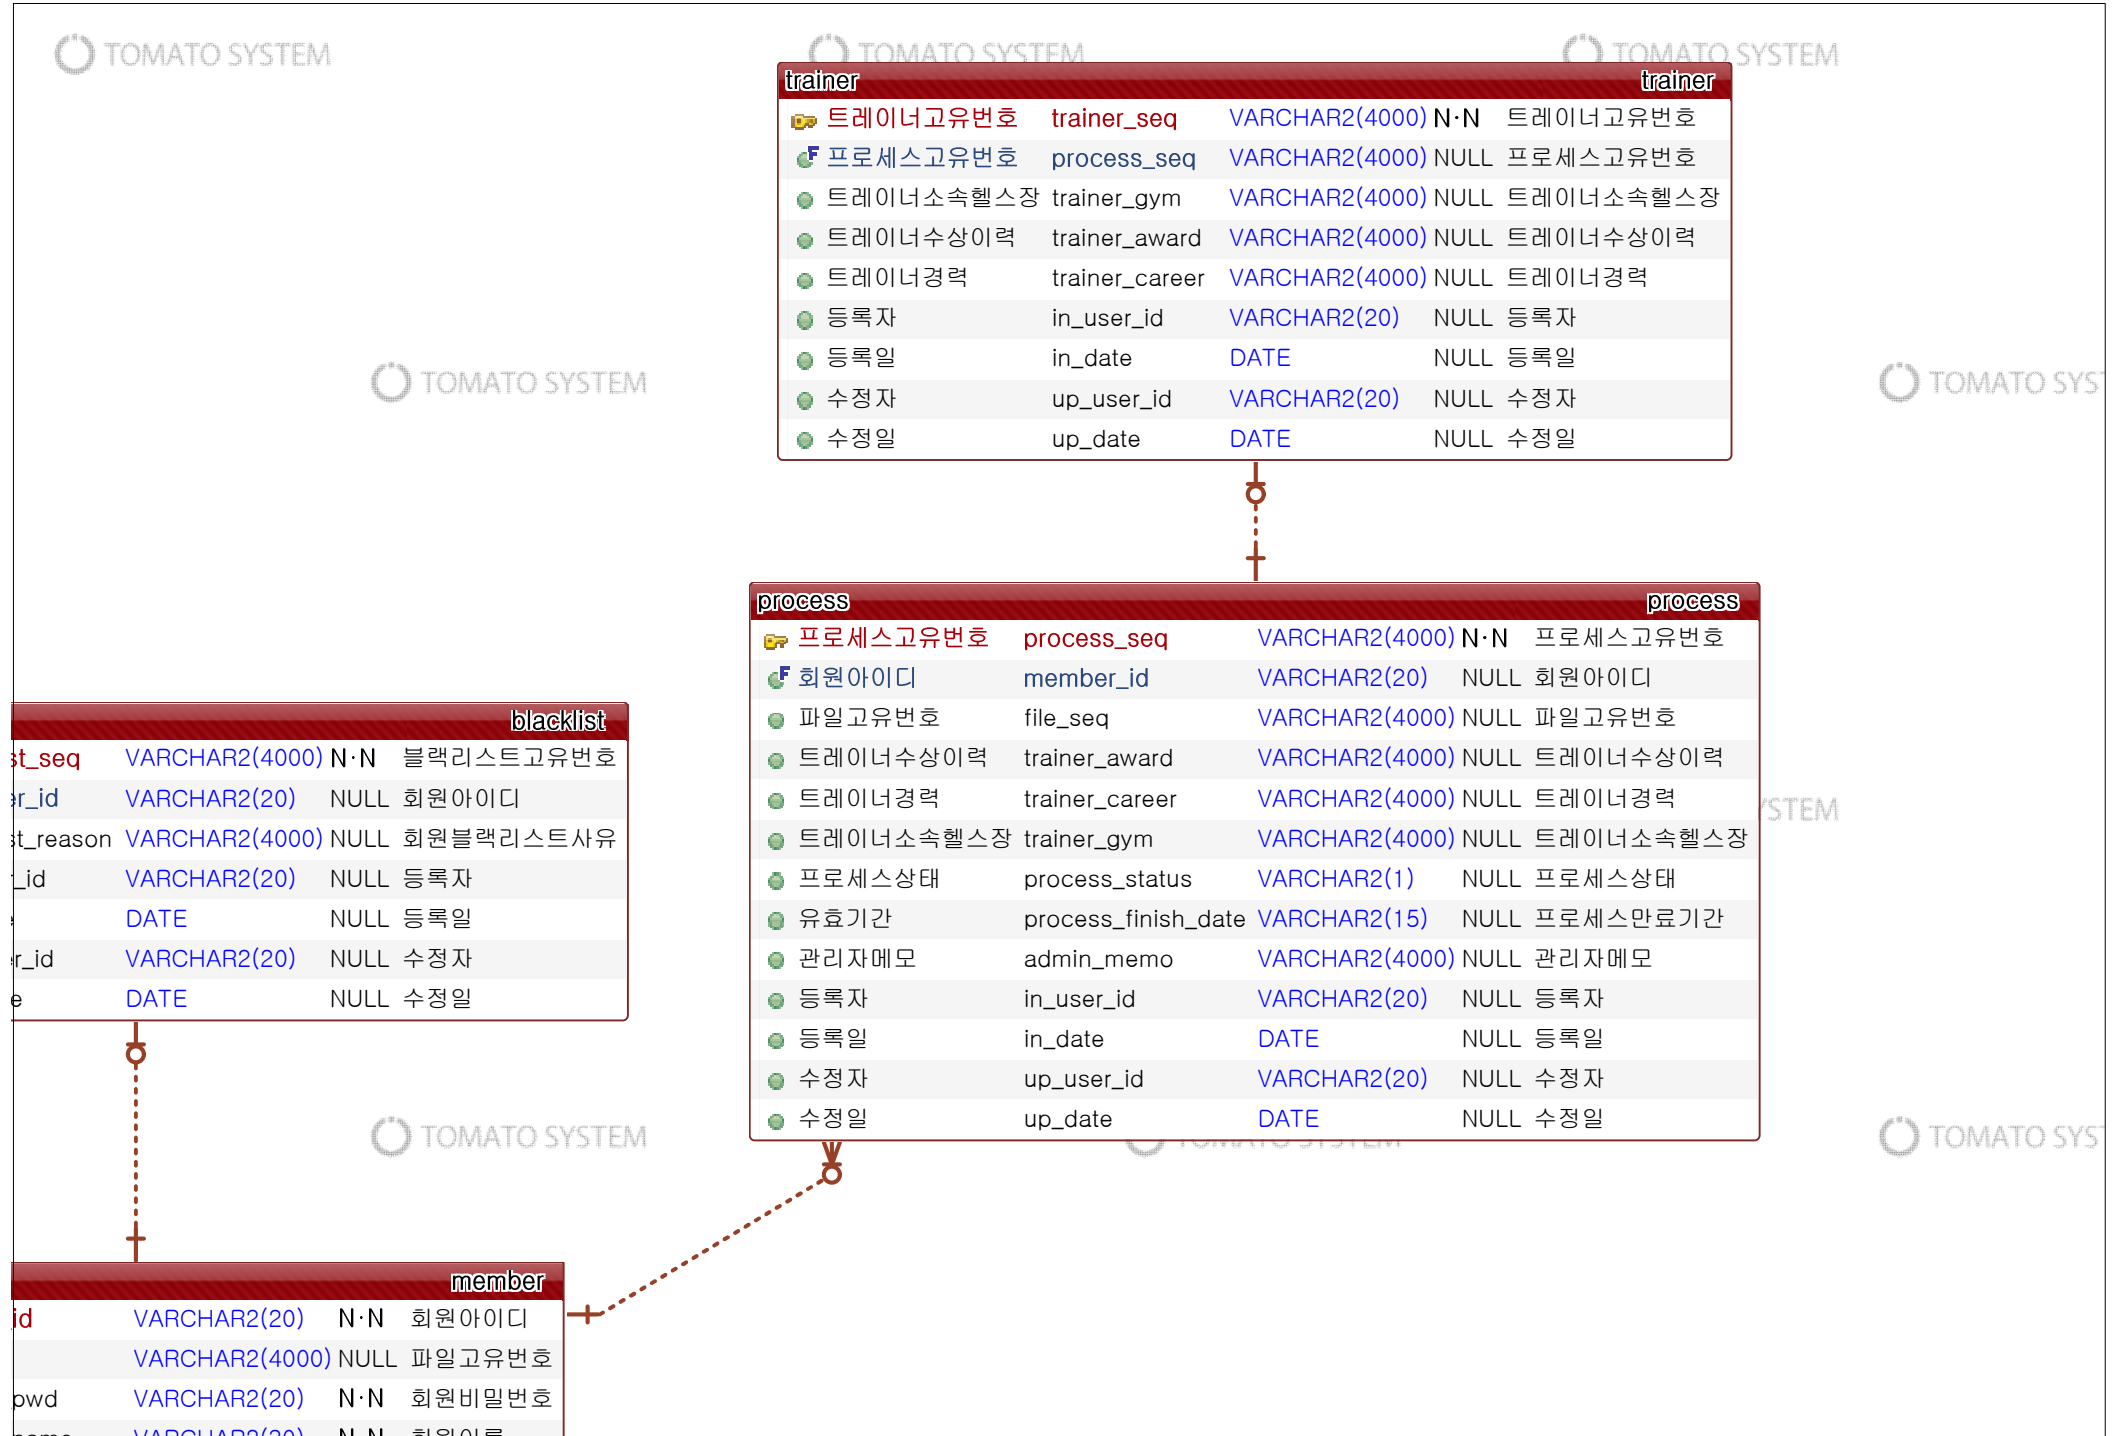 TOMATO SYSTEM TOMATO SYSTEM TOMATO SYSTEM
trainer trainer
트레이너고유번호 trainer_seq VARCHAR2(4000) N·N 트레이너고유번호
프로세스고유번호 process_seq VARCHAR2(4000) NULL 프로세스고유번호
트레이너소속헬스장 trainer_gym VARCHAR2(4000) NULL 트레이너소속헬스장
트레이너수상이력 trainer_award VARCHAR2(4000) NULL 트레이너수상이력
트레이너경력 trainer_career VARCHAR2(4000) NULL 트레이너경력
등록자 in_user_id VARCHAR2(20) NULL 등록자
등록일 in_date DATE NULL 등록일
수정자 up_user_id VARCHAR2(20) NULL 수정자
수정일 up_date DATE NULL 수정일
TOMATO SYSTEM TOMATO SYS
process process
프로세스고유번호 process_seq VARCHAR2(4000) N·N 프로세스고유번호
회원아이디 member_id VARCHAR2(20) NULL 회원아이디
파일고유번호 file_seq VARCHAR2(4000) NULL 파일고유번호
트레이너수상이력 trainer_award VARCHAR2(4000) NULL 트레이너수상이력
트레이너경력 trainer_career VARCHAR2(4000) NULL 트레이너경력
트레이너소속헬스장 trainer_gym VARCHAR2(4000) NULL 트레이너소속헬스장
프로세스상태 process_status VARCHAR2(1) NULL 프로세스상태
유효기간 process_finish_date VARCHAR2(15) NULL 프로세스만료기간
관리자메모 admin_memo VARCHAR2(4000) NULL 관리자메모
등록자 in_user_id VARCHAR2(20) NULL 등록자
등록일 in_date DATE NULL 등록일
수정자 up_user_id VARCHAR2(20) NULL 수정자
수정일 up_date DATE NULL 수정일
STEM
blacklist
st_seq VARCHAR2(4000) N·N 블랙리스트고유번호
r_id VARCHAR2(20) NULL 회원아이디
st_reason VARCHAR2(4000) NULL 회원블랙리스트사유
_id VARCHAR2(20) NULL 등록자
DATE NULL 등록일
r_id VARCHAR2(20) NULL 수정자
e DATE NULL 수정일
TOMATO SYSTEM TOMATO SYSTEM TOMATO SYS
member
id VARCHAR2(20) N·N 회원아이디
VARCHAR2(4000) NULL 파일고유번호
pwd VARCHAR2(20) N·N 회원비밀번호
name VARCHAR2(20) N·N 회원이름